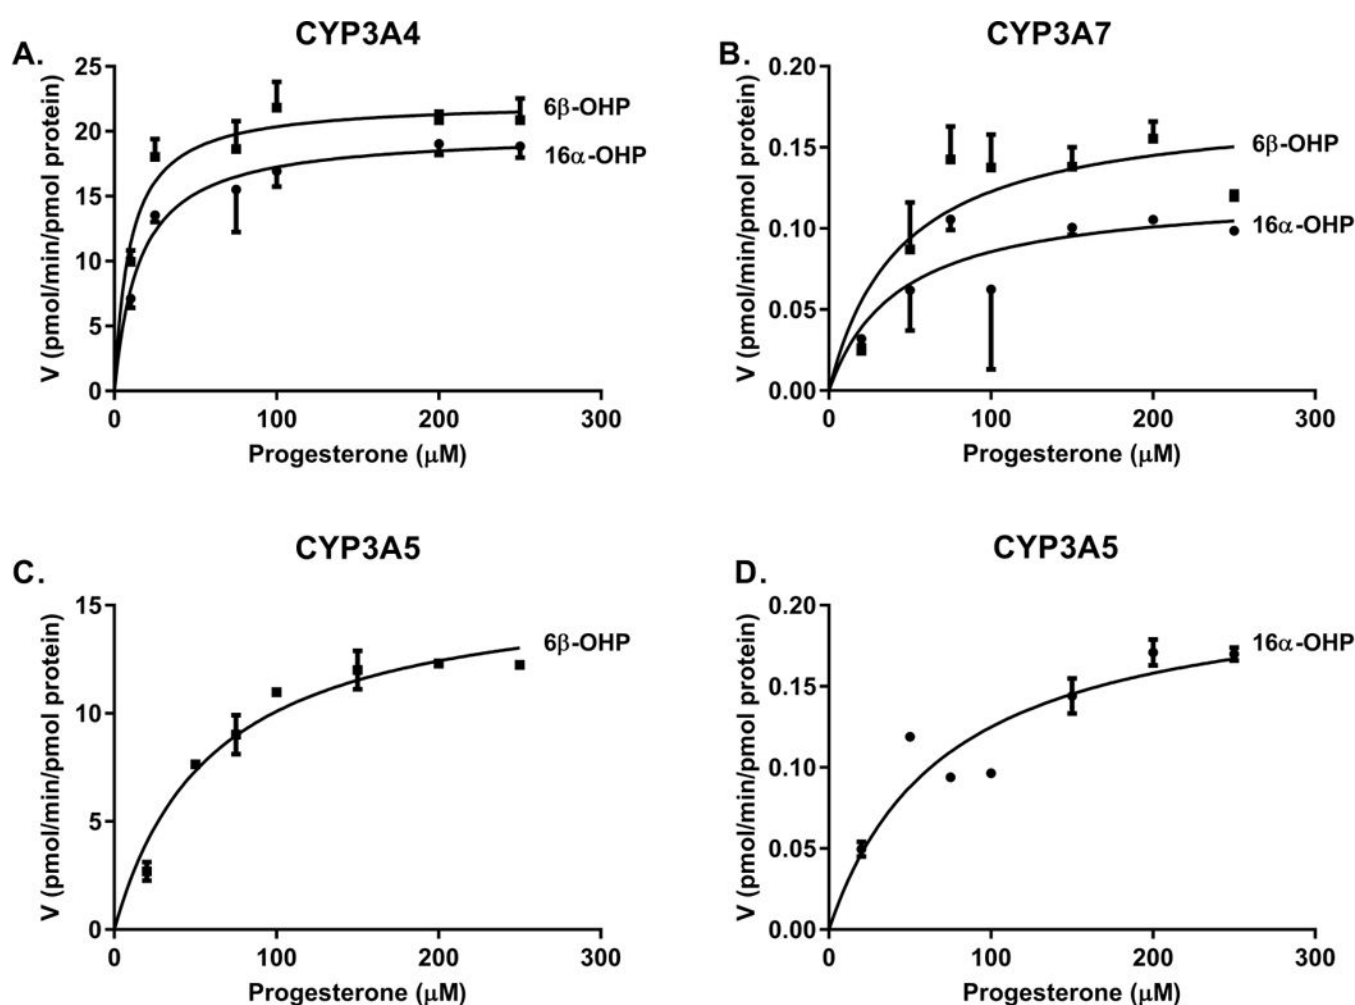 A.
CYP3A4
V (pmol/min/pmol protein)
25
20
15
10
5
0
6β-OHP
16α-OHP
0 100 200 300
Progesterone (μM)
B.
CYP3A7
V (pmol/min/pmol protein)
0.20
0.15
0.10
0.05
0.00
6β-OHP
16α-OHP
0 100 200 300
Progesterone (μM)
C.
CYP3A5
V (pmol/min/pmol protein)
15
10
5
0
6β-OHP
0 100 200 300
Progesterone (μM)
D.
CYP3A5
V (pmol/min/pmol protein)
0.20
0.15
0.10
0.05
0.00
16α-OHP
0 100 200 300
Progesterone (μM)